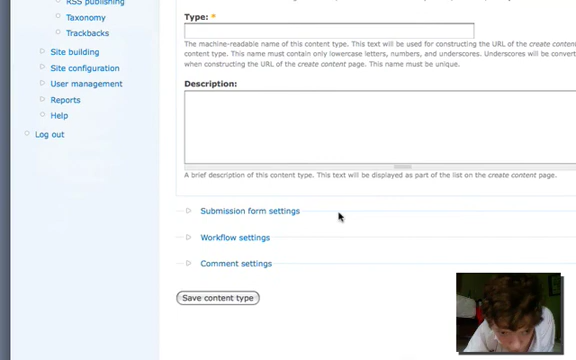 RSS publishing
Taxonomy
Trackbacks
Site building
Site configuration
User management
Reports
Help
Log out
Type: *
The machine-readable name of this content type. This text will be used for constructing the URL of the create conten
content type. This name must contain only lowercase letters, numbers, and underscores. Underscores will be convert
when constructing the URL of the create content page. This name must be unique.
Description:
A brief description of this content type. This text will be displayed as part of the list on the create content page.
Submission form settings
Workflow settings
Comment settings
Save content type